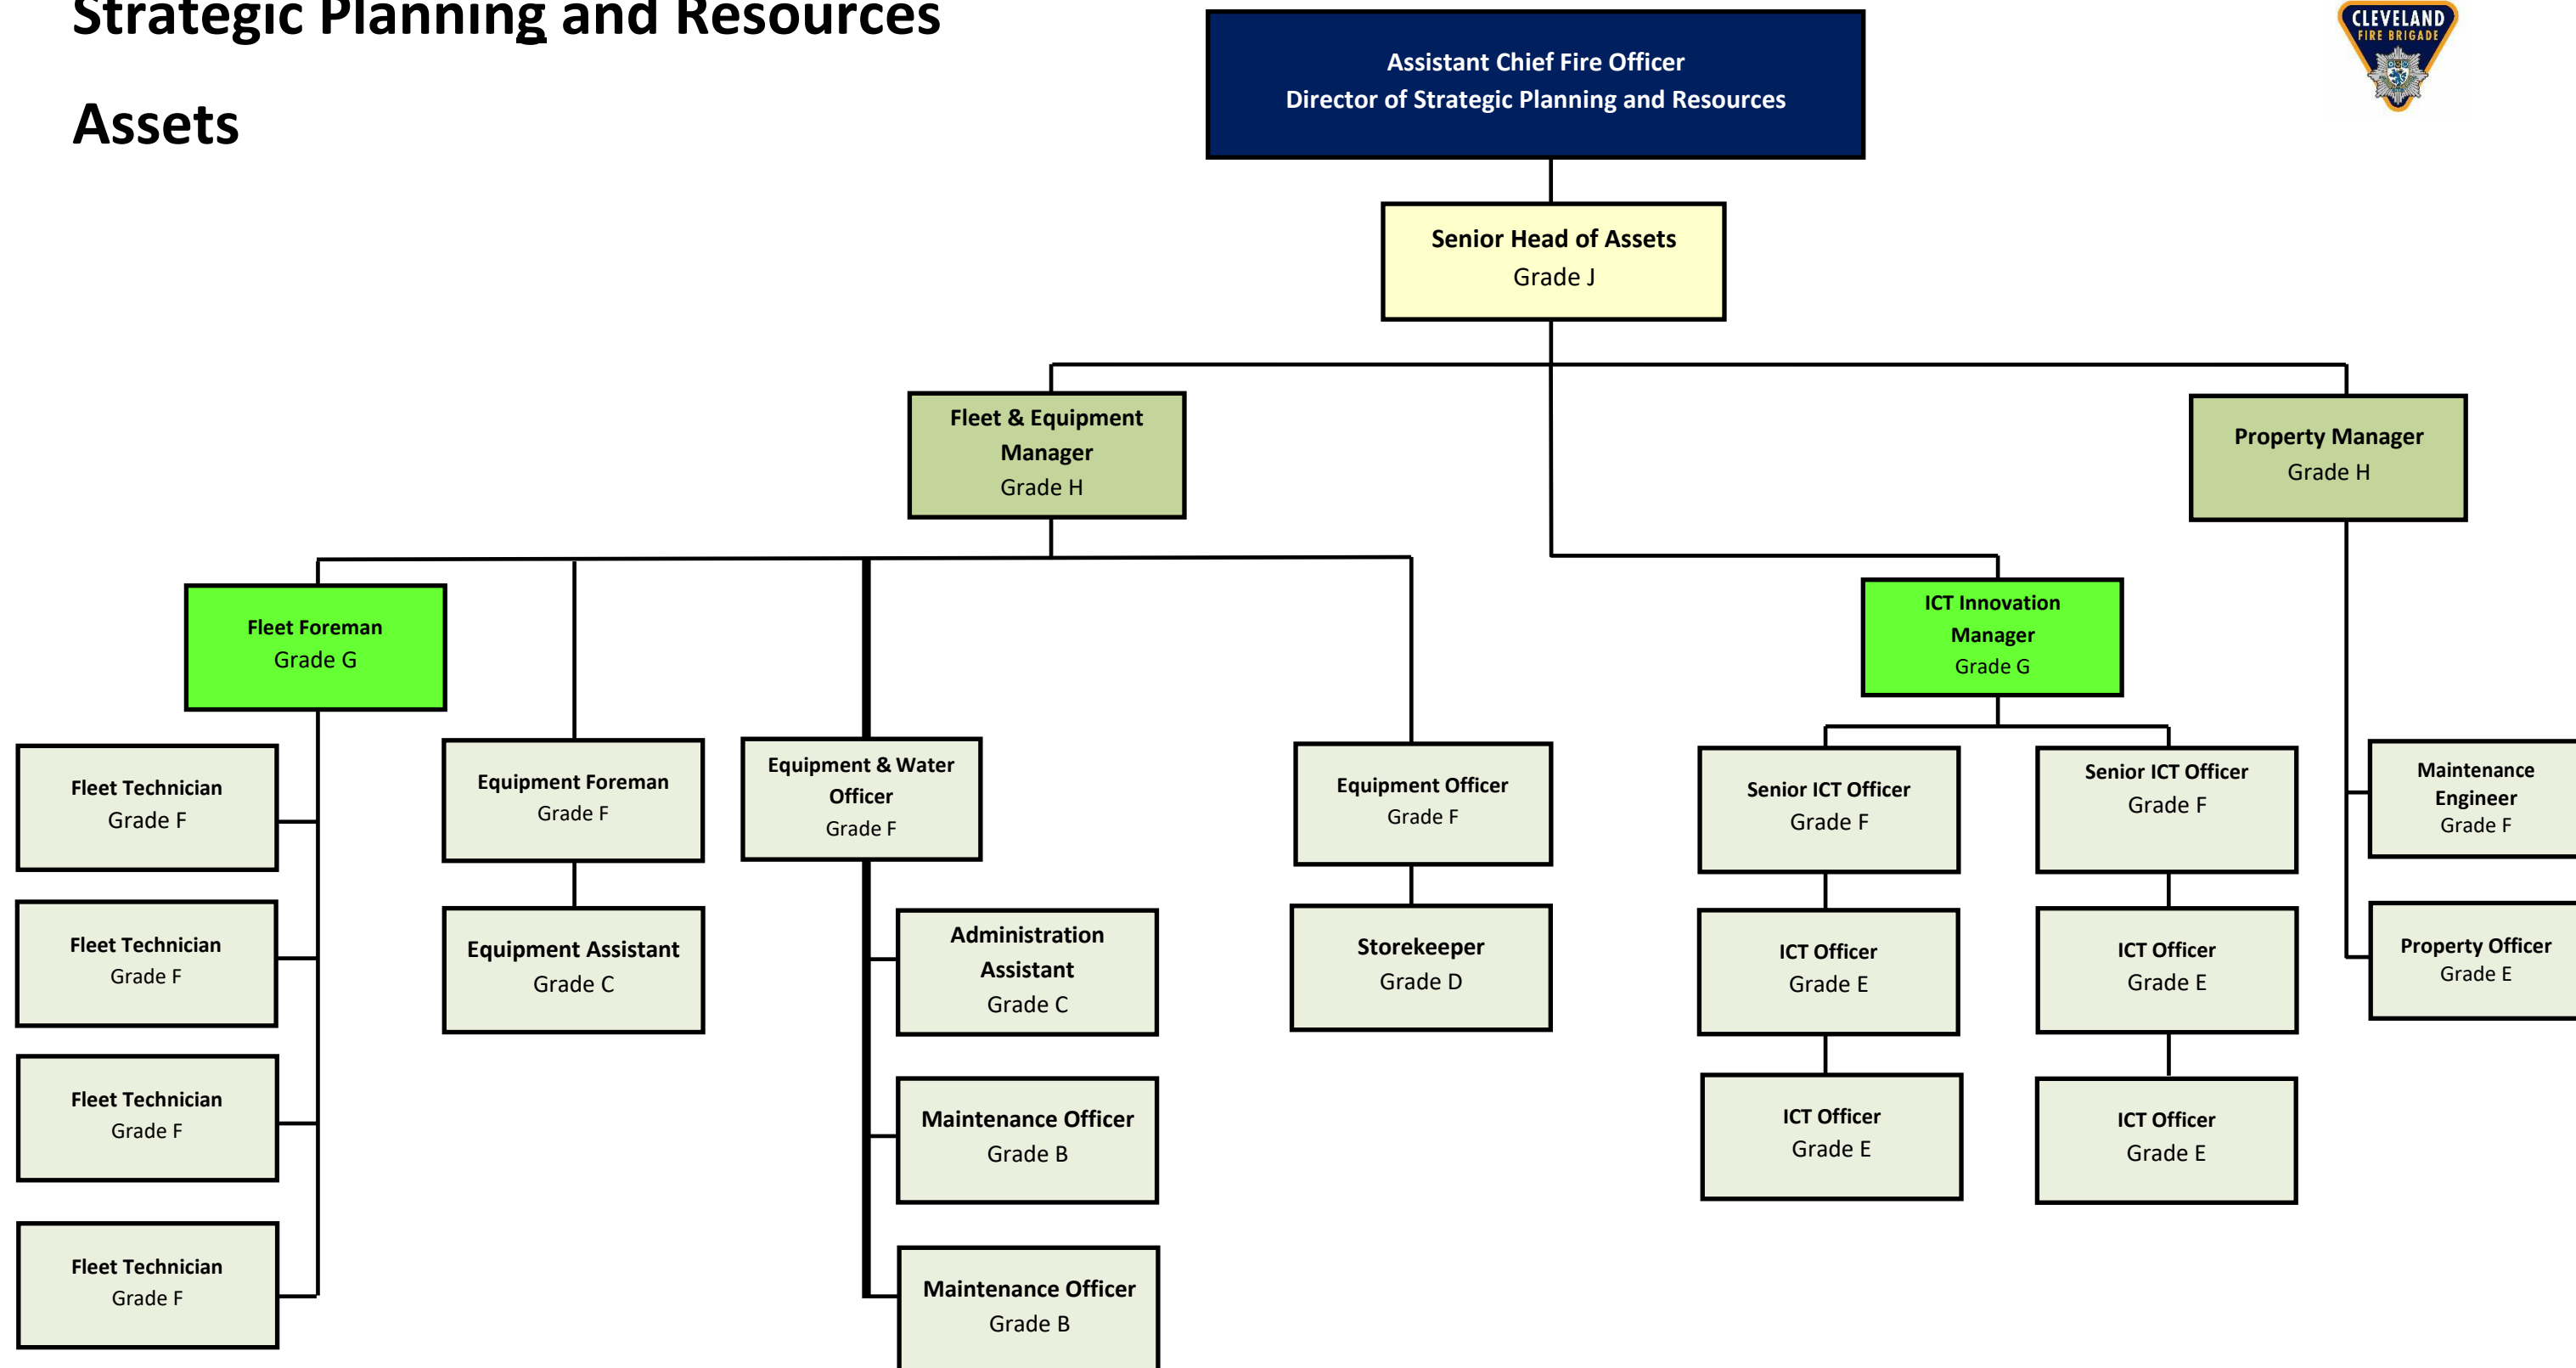 Strategic Planning and Resources
Assets
CLEVELAND
FIRE BRIGADE
Assistant Chief Fire Officer
Director of Strategic Planning and Resources
Senior Head of Assets
Grade J
Fleet & Equipment
Manager
Grade H
Property Manager
Grade H
Fleet Foreman
Grade G
ICT Innovation
Manager
Grade G
Fleet Technician
Grade F
Equipment Foreman
Grade F
Equipment & Water
Officer
Grade F
Equipment Officer
Grade F
Senior ICT Officer
Grade F
Senior ICT Officer
Grade F
Maintenance
Engineer
Grade F
Fleet Technician
Grade F
Equipment Assistant
Grade C
Administration
Assistant
Grade C
Storekeeper
Grade D
ICT Officer
Grade E
ICT Officer
Grade E
Property Officer
Grade E
Fleet Technician
Grade F
Maintenance Officer
Grade B
ICT Officer
Grade E
ICT Officer
Grade E
Fleet Technician
Grade F
Maintenance Officer
Grade B